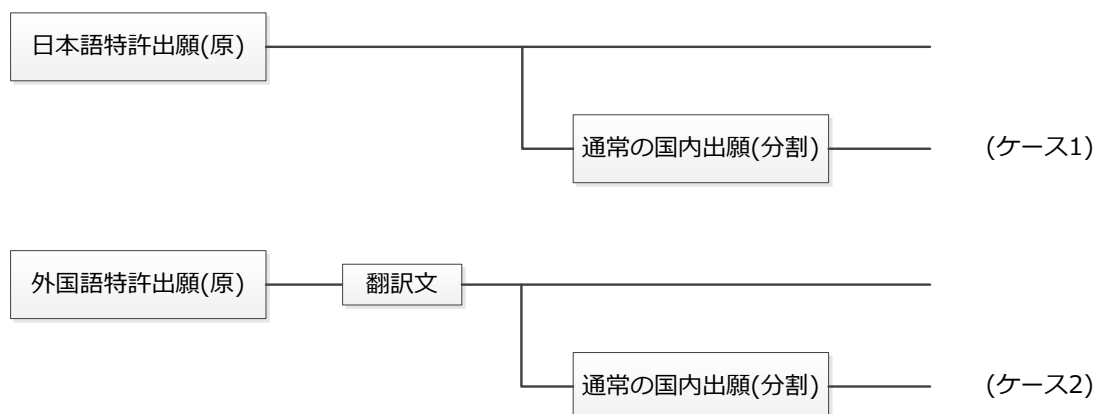 日本語特許出願(原)
通常の国内出願(分割)
(ケース1)
外国語特許出願(原)
翻訳文
通常の国内出願(分割)
(ケース2)